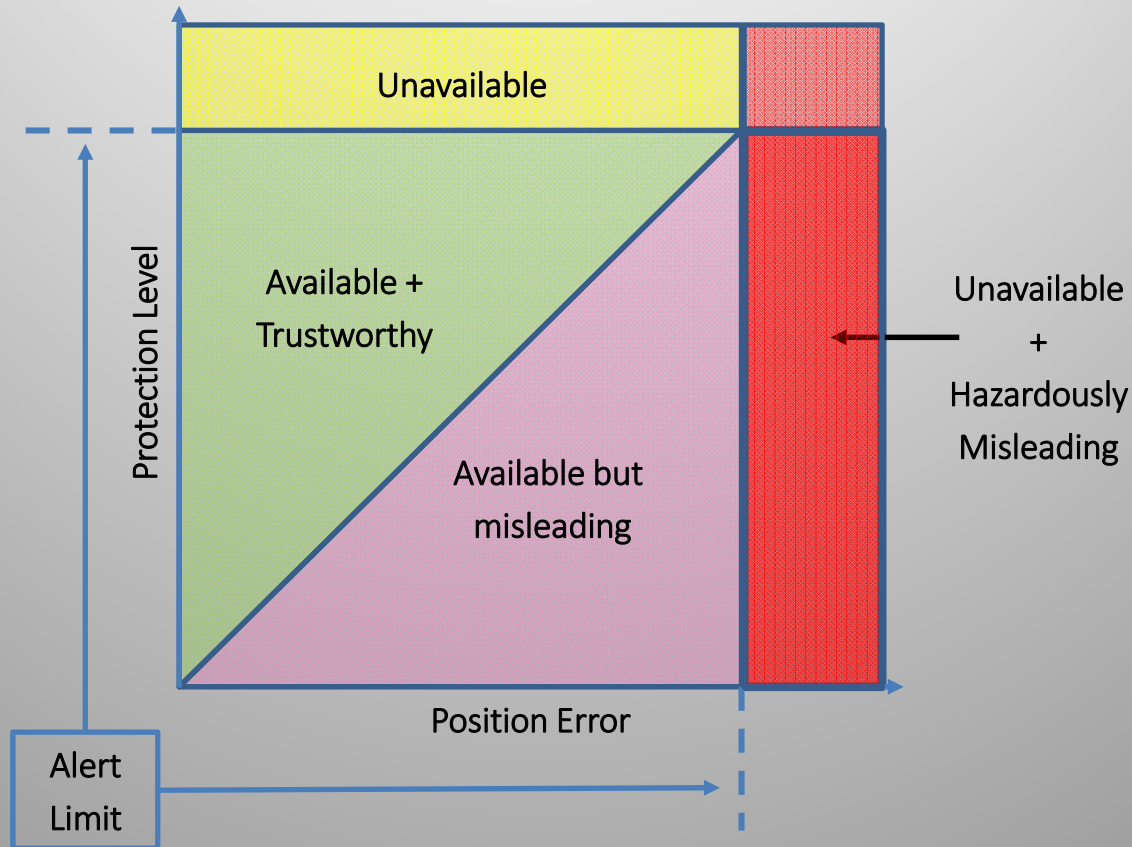 Unavailable
Protection Level
Available +
Trustworthy
Available but
misleading
Unavailable
+
Hazardously
Misleading
Position Error
Alert
Limit